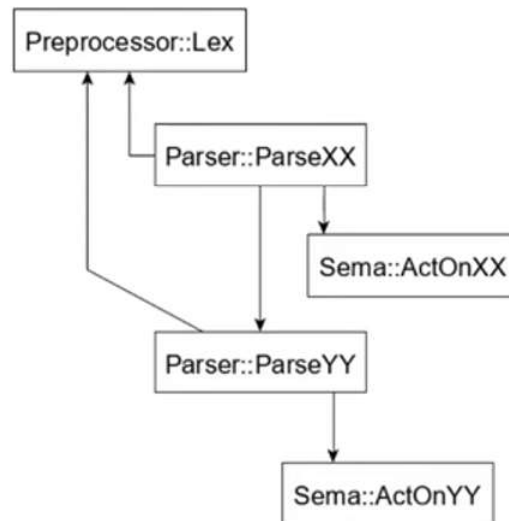 Preprocessor::Lex
Parser::ParseXX
Sema::ActOnXX
Parser::ParseYY
Sema::ActOnYY